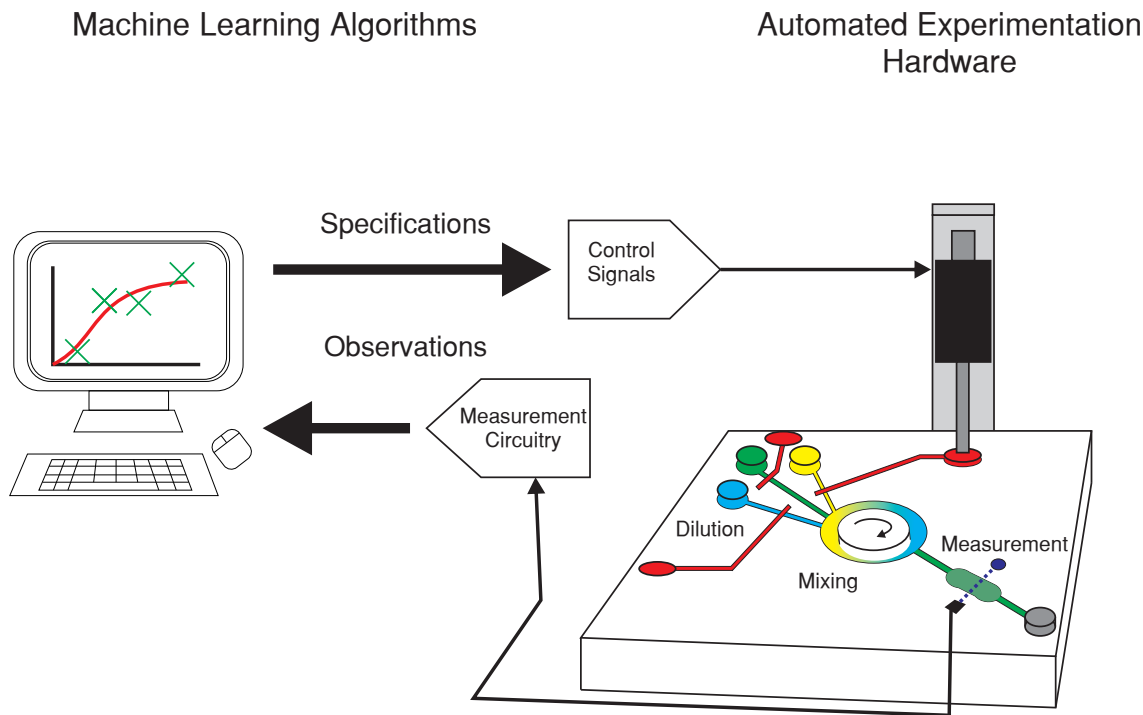 Machine Learning Algorithms
Automated Experimentation
Hardware
Specifications
Control
Signals
Observations
Measurement
Circuitry
Dilution
Mixing
Measurement